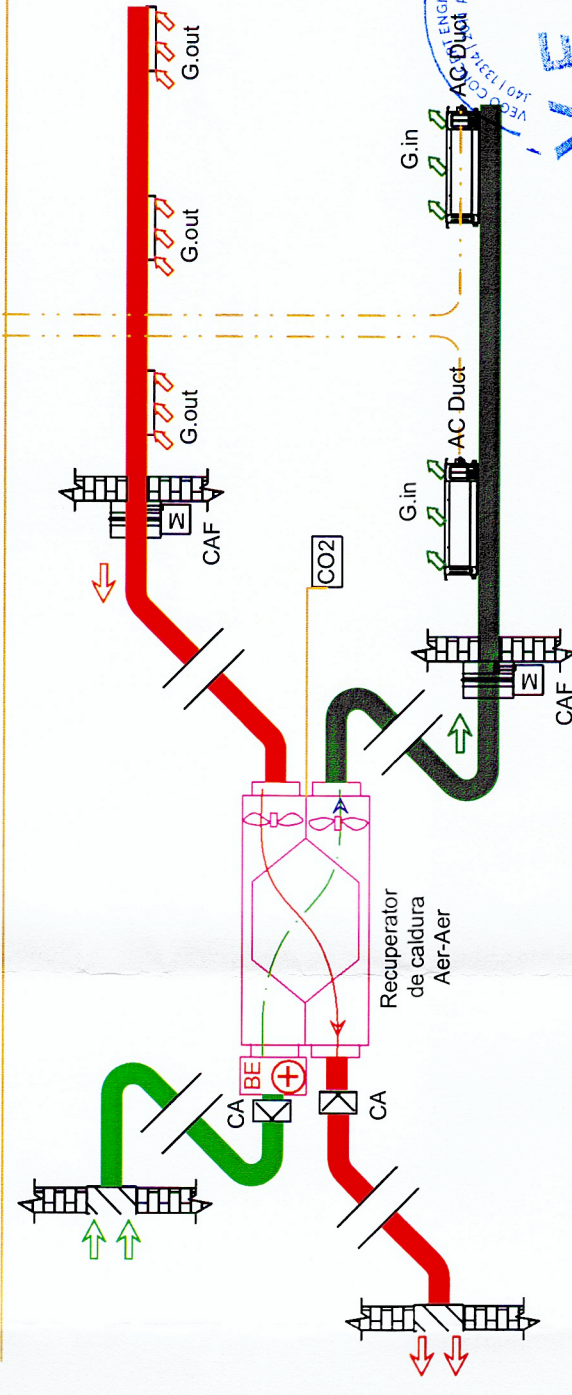 G.out
G.out
G.out
M
CAF
CO2
G.in
AC Duct
G.in
AC Duct
M
CAF
BE
CA
CA
Recuperator
de caldura
Aer-Aer